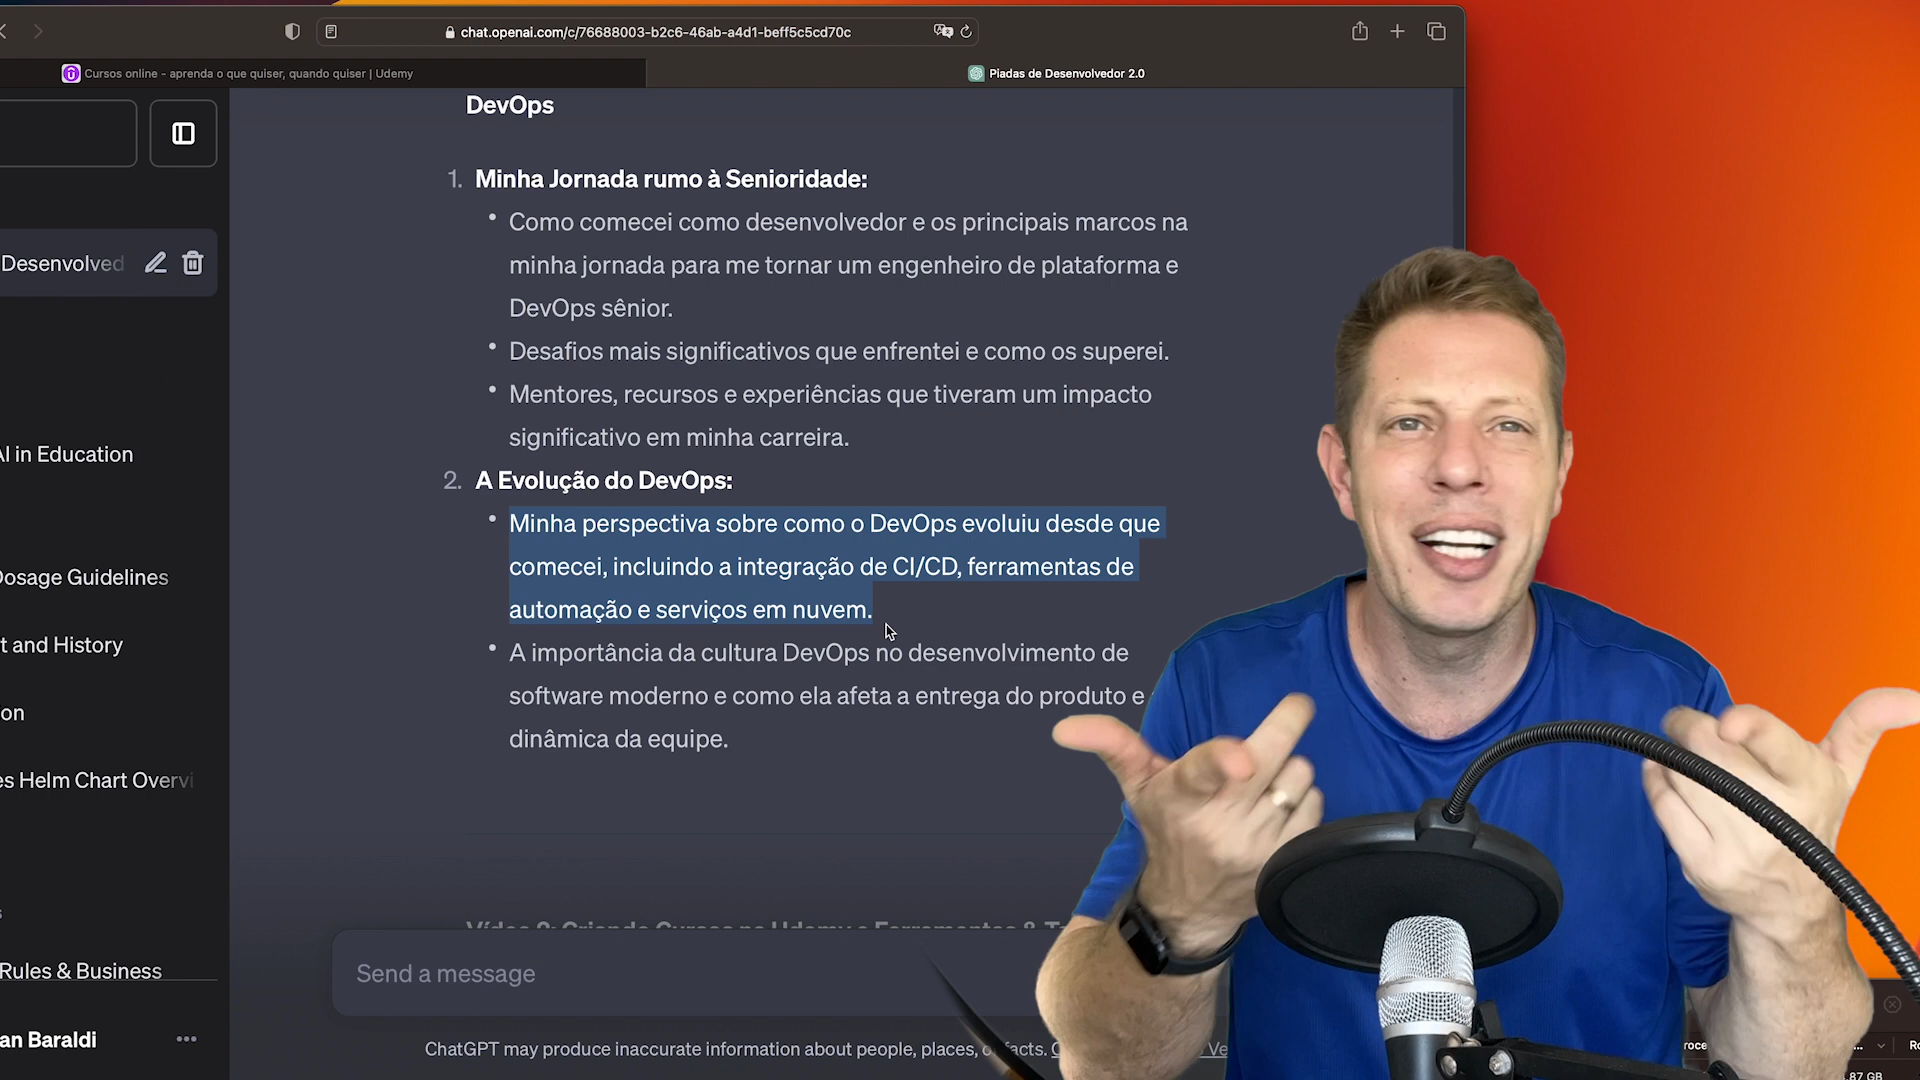 chat.openai.com/c/76688003-b2c6-46ab-a4d1-beff5c5cd70c
Cursos online - aprenda o que quiser, quando quiser | Udemy
Piadas de Desenvolvedor 2.0
DevOps
1. Minha Jornada rumo à Senioridade:
• Como comecei como desenvolvedor e os principais marcos na
minha jornada para me tornar um engenheiro de plataforma e
DevOps sênior.
• Desafios mais significativos que enfrentei e como os superei.
• Mentores, recursos e experiências que tiveram um impacto
significativo em minha carreira.
2. A Evolução do DevOps:
• Minha perspectiva sobre como o DevOps evoluiu desde que
comecei, incluindo a integração de CI/CD, ferramentas de
automação e serviços em nuvem.
• A importância da cultura DevOps no desenvolvimento de
software moderno e como ela afeta a entrega do produto e
dinâmica da equipe.
Send a message
ChatGPT may produce inaccurate information about people, places,
Desenvolved
AI in Education
Dosage Guidelines
t and History
on
es Helm Chart Overvi
Rules & Business
an Baraldi
...
87 GB